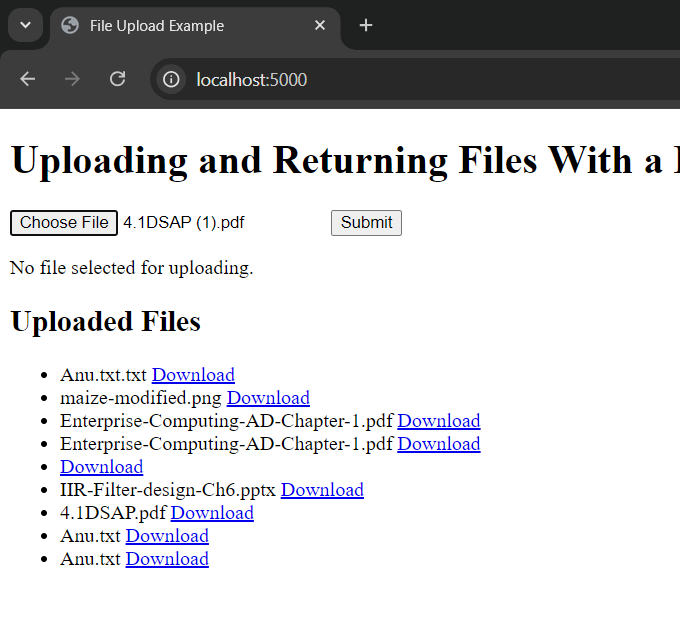 File Upload Example
localhost:5000
Uploading and Returning Files With a
Choose File 4.1DSAP (1).pdf Submit
No file selected for uploading.
Uploaded Files
Anu.txt.txt Download
maize-modified.png Download
Enterprise-Computing-AD-Chapter-1.pdf Download
Enterprise-Computing-AD-Chapter-1.pdf Download
Download
IIR-Filter-design-Ch6.pptx Download
4.1DSAP.pdf Download
Anu.txt Download
Anu.txt Download